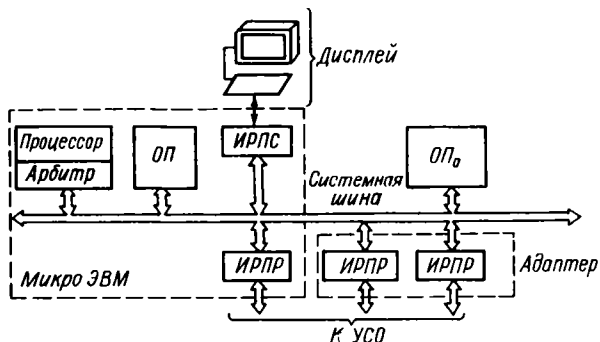 Дисплей
Процессор
Арбитр
ОП
ИРПС
ОПа
Системная
шина
ИРПР
ИРПР
ИРПР
Адаптер
Микро ЭВМ
К УСО